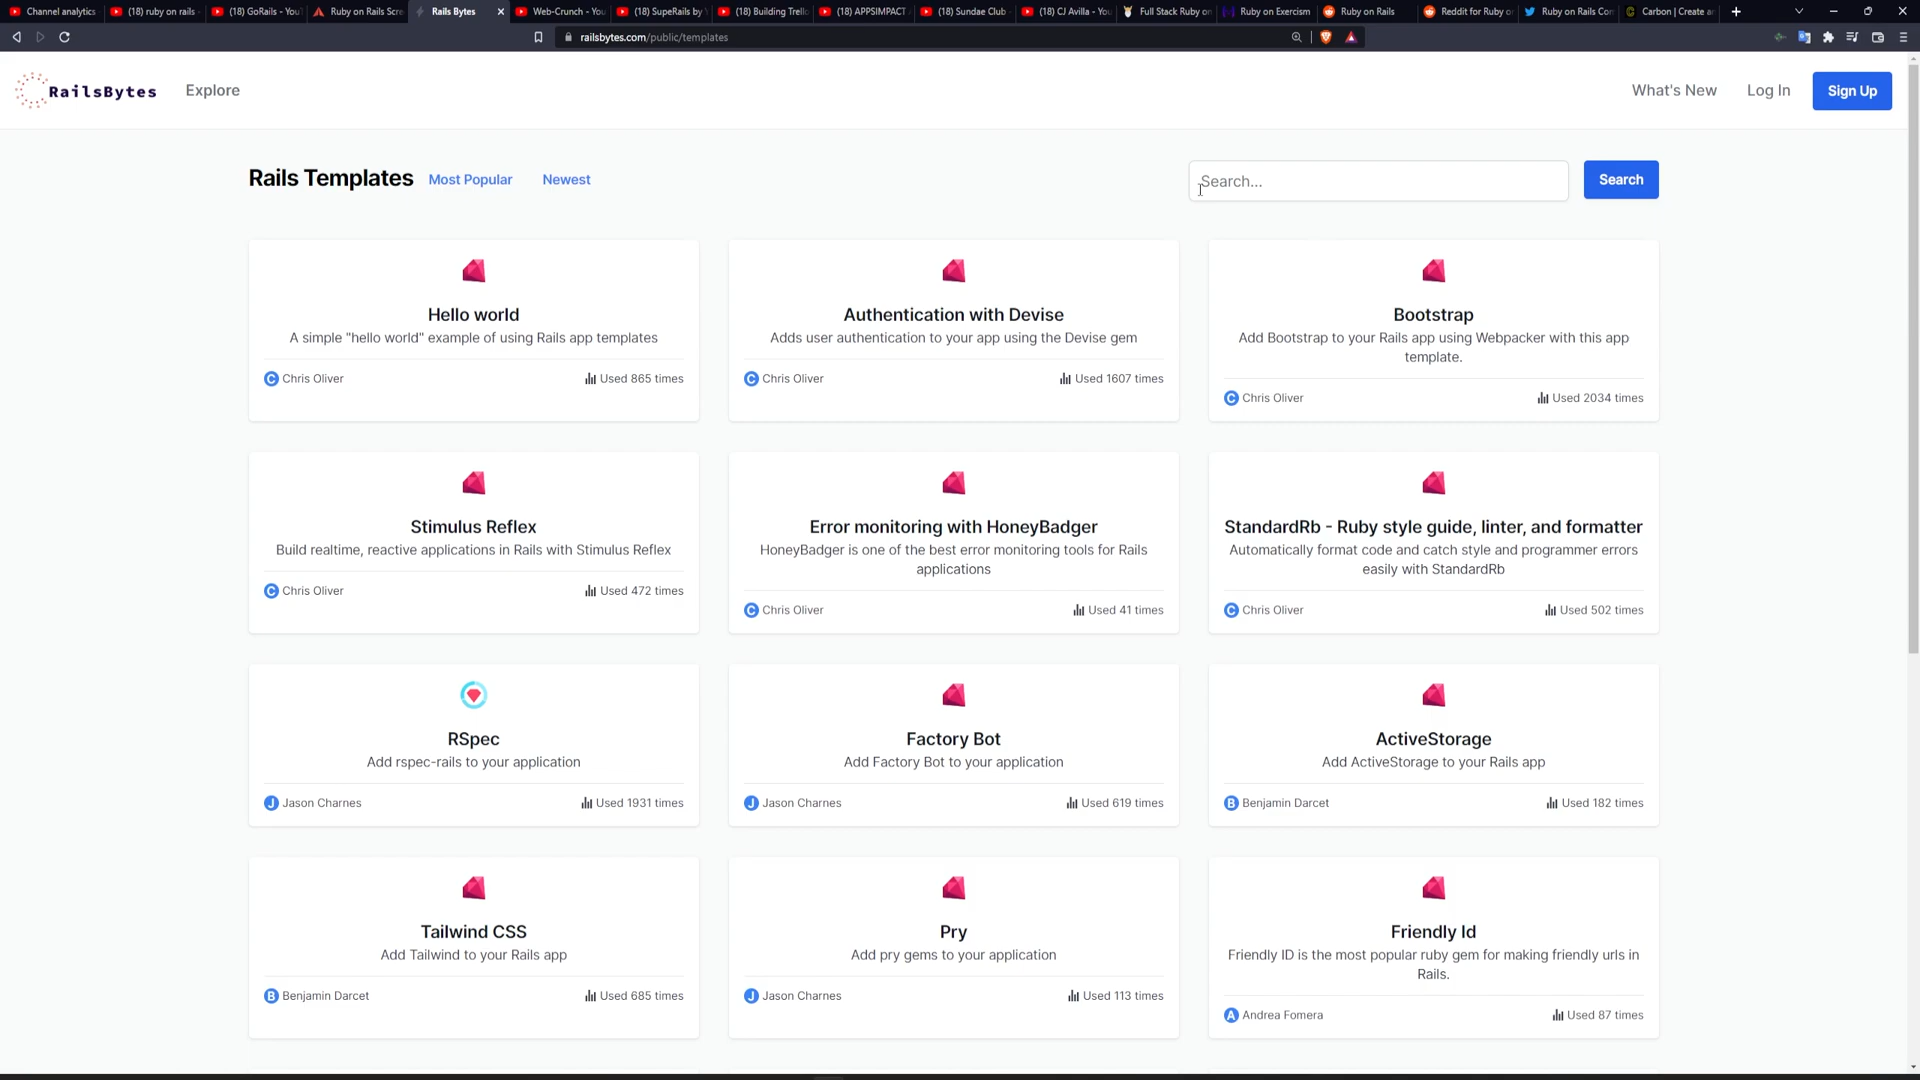 Channel analytics
(18) ruby on rails
(18) GoRails - You
Ruby on Rails Scre
Rails Bytes
Web-Crunch - You
(18) SupeRails by
(18) Building Trell
(18) APPSIMPACT
(18) Sundae Club
(18) CJ Avilla - You
Full Stack Ruby on
Ruby on Exercism
Ruby on Rails
Reddit for Ruby o
Ruby on Rails Con
Carbon | Create a
railsbytes.com/public/templates
RailsBytes
Explore
What's New
Log In
Sign Up
Rails Templates
Most Popular
Newest
Search...
Search
Hello world
A simple "hello world" example of using Rails app templates
C Chris Oliver
Used 865 times
Authentication with Devise
Adds user authentication to your app using the Devise gem
C Chris Oliver
Used 1607 times
Bootstrap
Add Bootstrap to your Rails app using Webpacker with this app
template.
C Chris Oliver
Used 2034 times
Stimulus Reflex
Build realtime, reactive applications in Rails with Stimulus Reflex
C Chris Oliver
Used 472 times
Error monitoring with HoneyBadger
HoneyBadger is one of the best error monitoring tools for Rails
applications
C Chris Oliver
Used 41 times
StandardRb - Ruby style guide, linter, and formatter
Automatically format code and catch style and programmer errors
easily with StandardRb
C Chris Oliver
Used 502 times
RSpec
Add rspec-rails to your application
J Jason Charnes
Used 1931 times
Factory Bot
Add Factory Bot to your application
J Jason Charnes
Used 619 times
ActiveStorage
Add ActiveStorage to your Rails app
B Benjamin Darcet
Used 182 times
Tailwind CSS
Add Tailwind to your Rails app
B Benjamin Darcet
Used 685 times
Pry
Add pry gems to your application
J Jason Charnes
Used 113 times
Friendly Id
Friendly ID is the most popular ruby gem for making friendly urls in
Rails.
A Andrea Fomera
Used 87 times